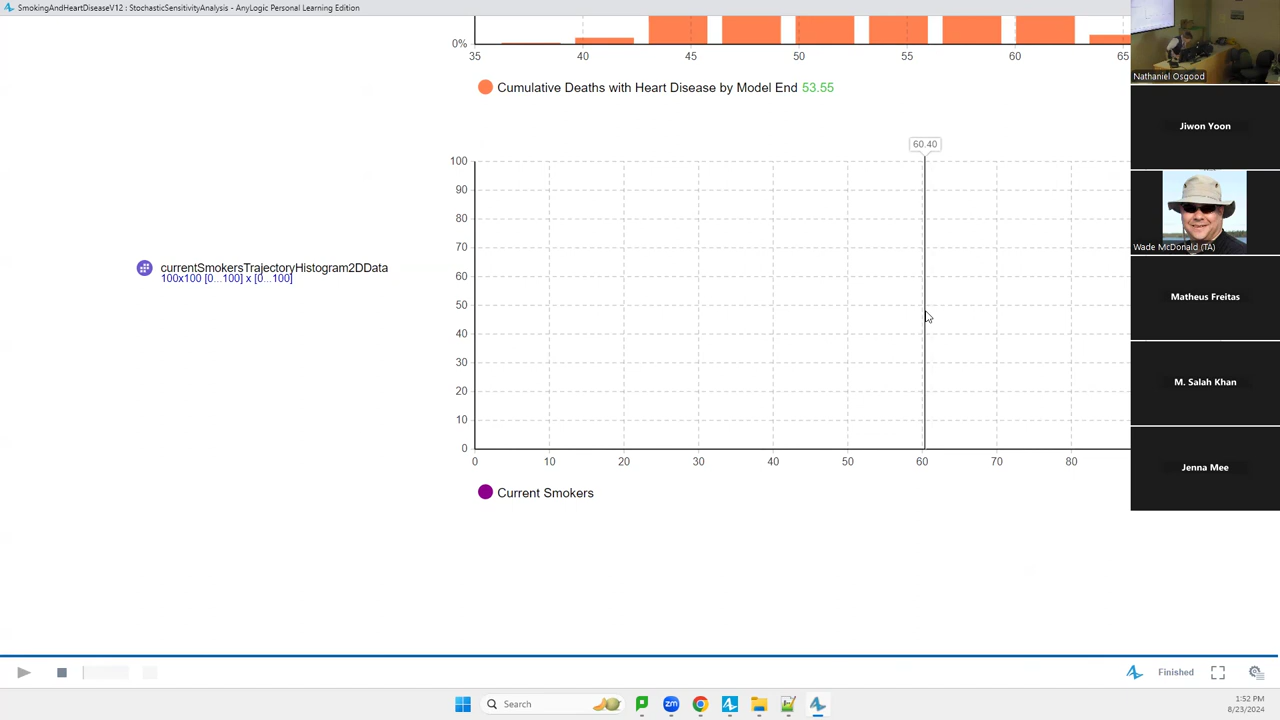 SmokingAndHeartDiseaseV12 : StochasticSensitivityAnalysis - AnyLogic Personal Learning Edition
0%
35 40 45 50 55 60 65
Cumulative Deaths with Heart Disease by Model End 53.55
60.40
100
90
80
70
60
50
40
30
20
10
0
0 10 20 30 40 50 60 70 80
currentSmokersTrajectoryHistogram2DData
100x100 [0...100] x [0...100]
Current Smokers
Nathaniel Osgood
Jiwon Yoon
Wade McDonald (TA)
Matheus Freitas
M. Salah Khan
Jenna Mee
Finished
Search
zm
1:52 PM
8/23/2024